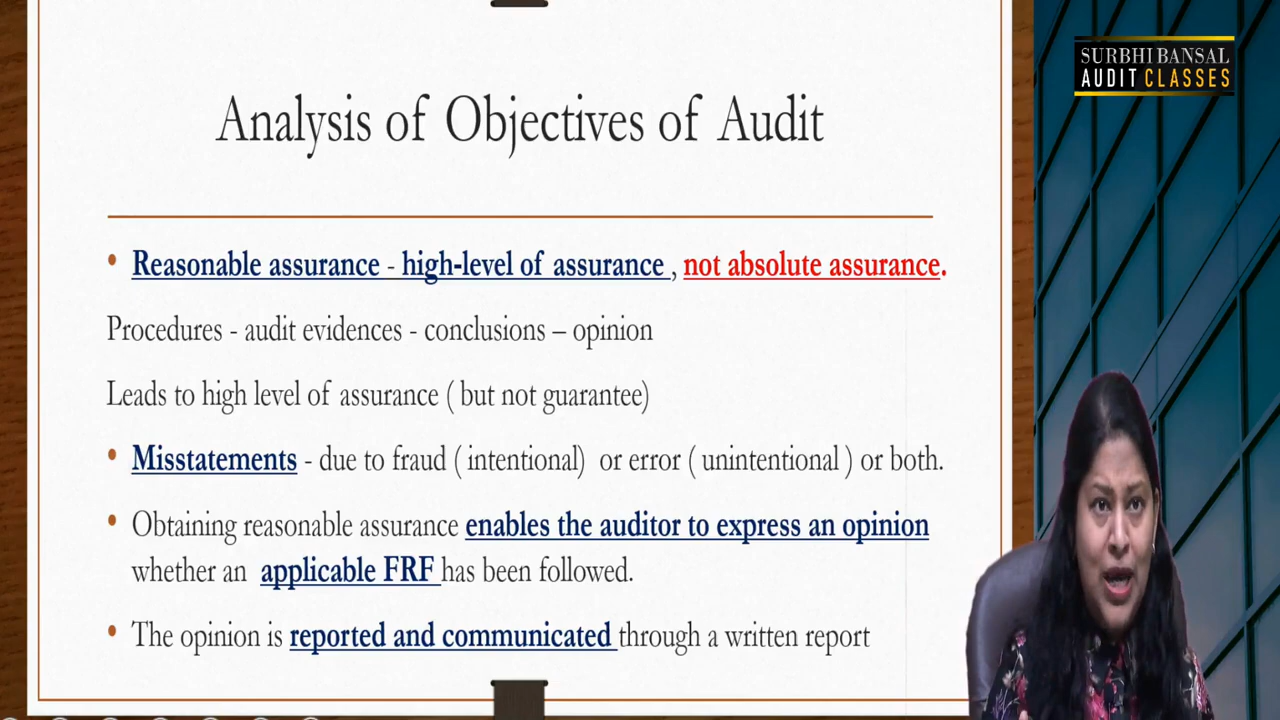 SURBHI BANSAL
AUDIT CLASSES
Analysis of Objectives of Audit
• Reasonable assurance - high-level of assurance , not absolute assurance.
Procedures - audit evidences - conclusions – opinion
Leads to high level of assurance ( but not guarantee)
• Misstatements - due to fraud ( intentional) or error ( unintentional ) or both.
• Obtaining reasonable assurance enables the auditor to express an opinion
whether an applicable FRF has been followed.
• The opinion is reported and communicated through a written report